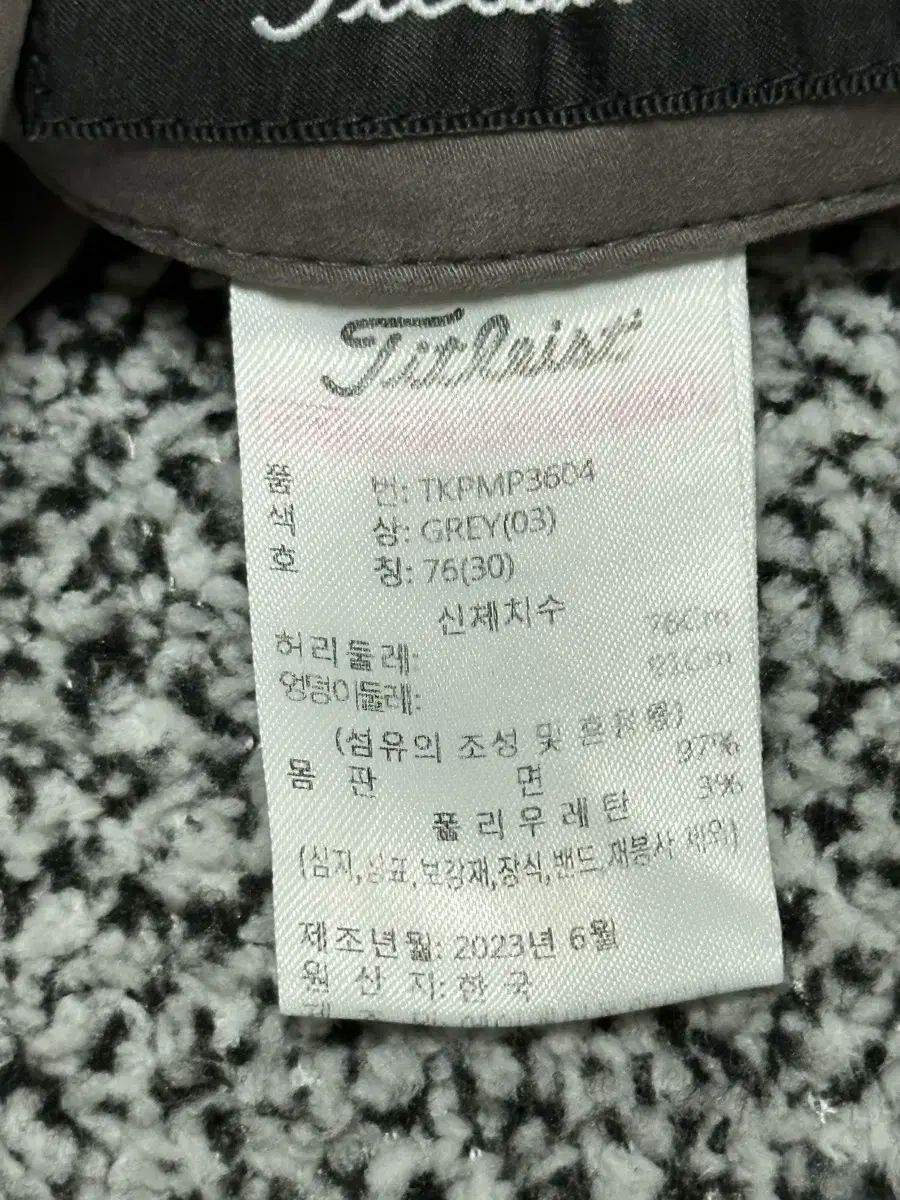 Titleist
품 번: TKPMP3604
색 상: GREY(03)
호 칭: 76(30)
신체치수
허리둘레: 76Cm
엉덩이둘레:
(섬유의 조성 및 혼용율)
몸 판 면 97%
폴리우레탄 3%
(심지,상표,보강재,장식,밴드,재봉사 제외)
제조년월: 2023년 6월
원 산 지: 한 국